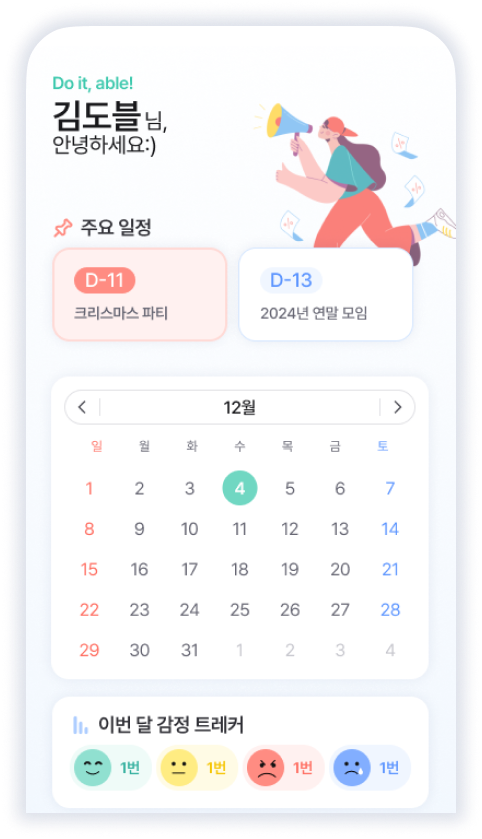 Do it, able!
김도블 님,
안녕하세요:)
주요 일정
D-11
크리스마스 파티
D-13
2024년 연말 모임
12월
일 월 화 수 목 금 토
1 2 3 4 5 6 7
8 9 10 11 12 13 14
15 16 17 18 19 20 21
22 23 24 25 26 27 28
29 30 31 1 2 3 4
이번 달 감정 트레커
1번 1번 1번 1번